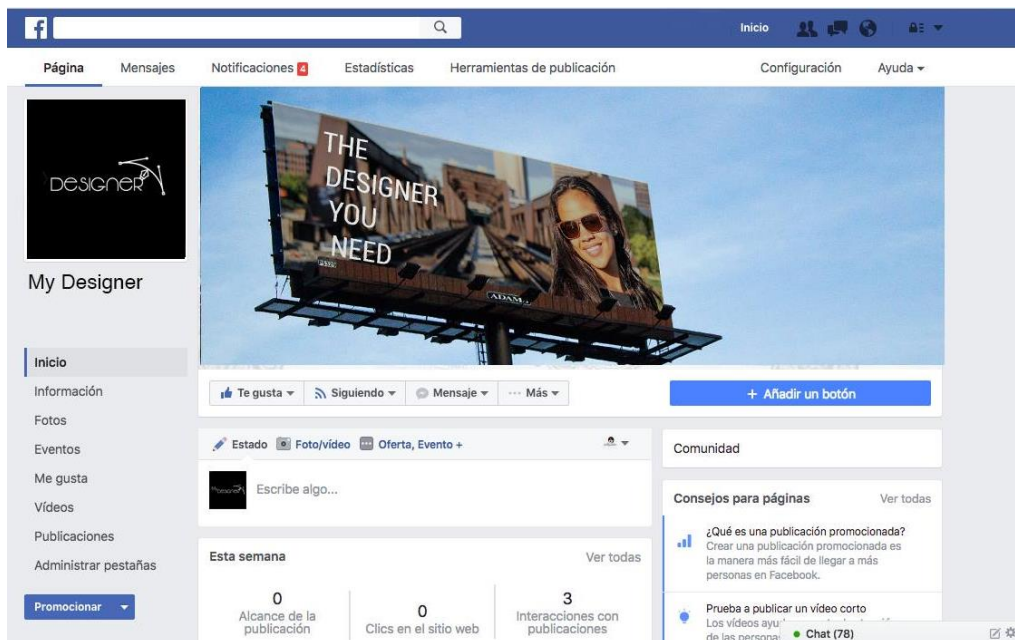 f
Inicio
Página Mensajes Notificaciones 4 Estadísticas Herramientas de publicación Configuración Ayuda
DESIGNER
THE
DESIGNER
YOU
NEED
ADAM
My Designer
Inicio
Información
Fotos
Eventos
Me gusta
Vídeos
Publicaciones
Administrar pestañas
Promocionar
Te gusta Siguiendo Mensaje ··· Más
+ Añadir un botón
Estado Foto/vídeo Oferta, Evento +
Escribe algo...
Esta semana Ver todas
0
Alcance de la
publicación
0
Clics en el sitio web
3
Interacciones con
publicaciones
Comunidad
Consejos para páginas Ver todas
¿Qué es una publicación promocionada?
Crear una publicación promocionada es
la manera más fácil de llegar a más
personas en Facebook.
Prueba a publicar un vídeo corto
Los vídeos
de las
Chat (78)